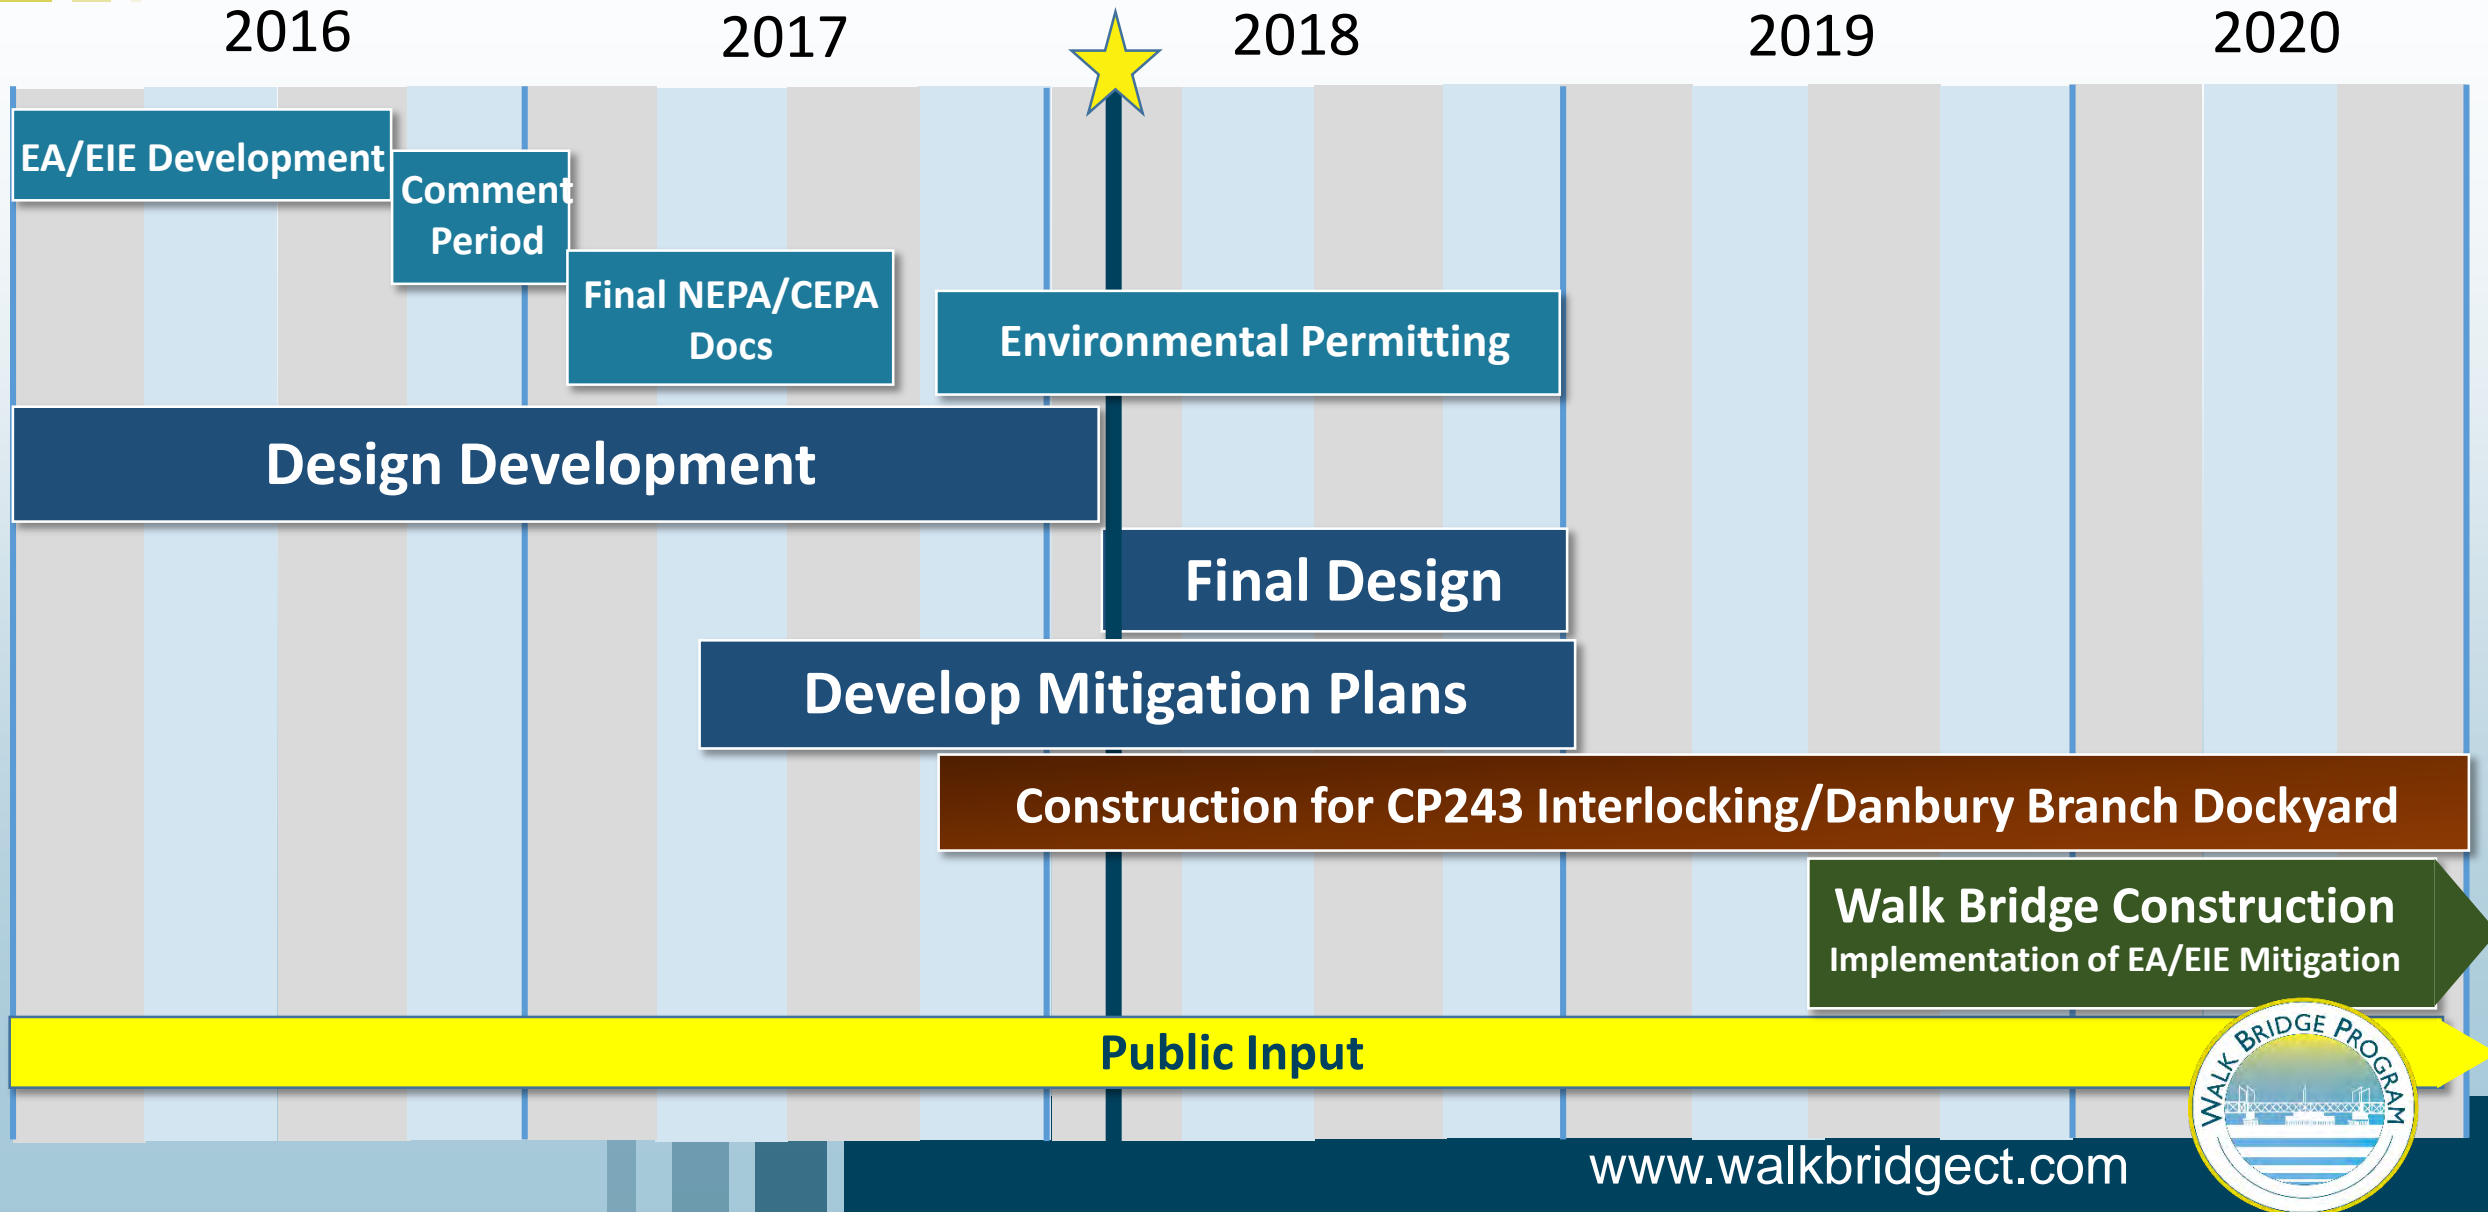 2016
2017
2018
2019
2020
EA/EIE Development
Comment
Period
Final NEPA/CEPA
Docs
Environmental Permitting
Design Development
Final Design
Develop Mitigation Plans
Construction for CP243 Interlocking/Danbury Branch Dockyard
Walk Bridge Construction
Implementation of EA/EIE Mitigation
Public Input
WALK BRIDGE PROGRAM
www.walkbridgect.com